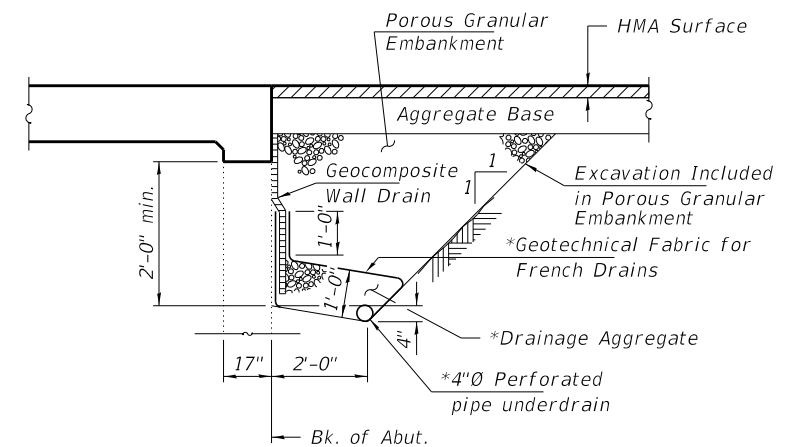 Porous Granular
Embankment
HMA Surface
Aggregate Base
Geocomposite
Wall Drain
1
1
Excavation Included
in Porous Granular
Embankment
2'-0" min.
1'-0"
*Geotechnical Fabric for
French Drains
1'-0"
4"
*Drainage Aggregate
17"
2'-0"
*4"Ø Perforated
pipe underdrain
Bk. of Abut.